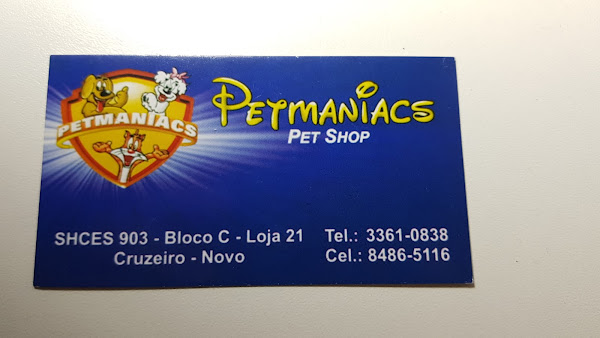 PETMANIACS
PETMANIACS
PET SHOP
SHCES 903 - Bloco C - Loja 21
Cruzeiro - Novo
Tel.: 3361-0838
Cel.: 8486-5116